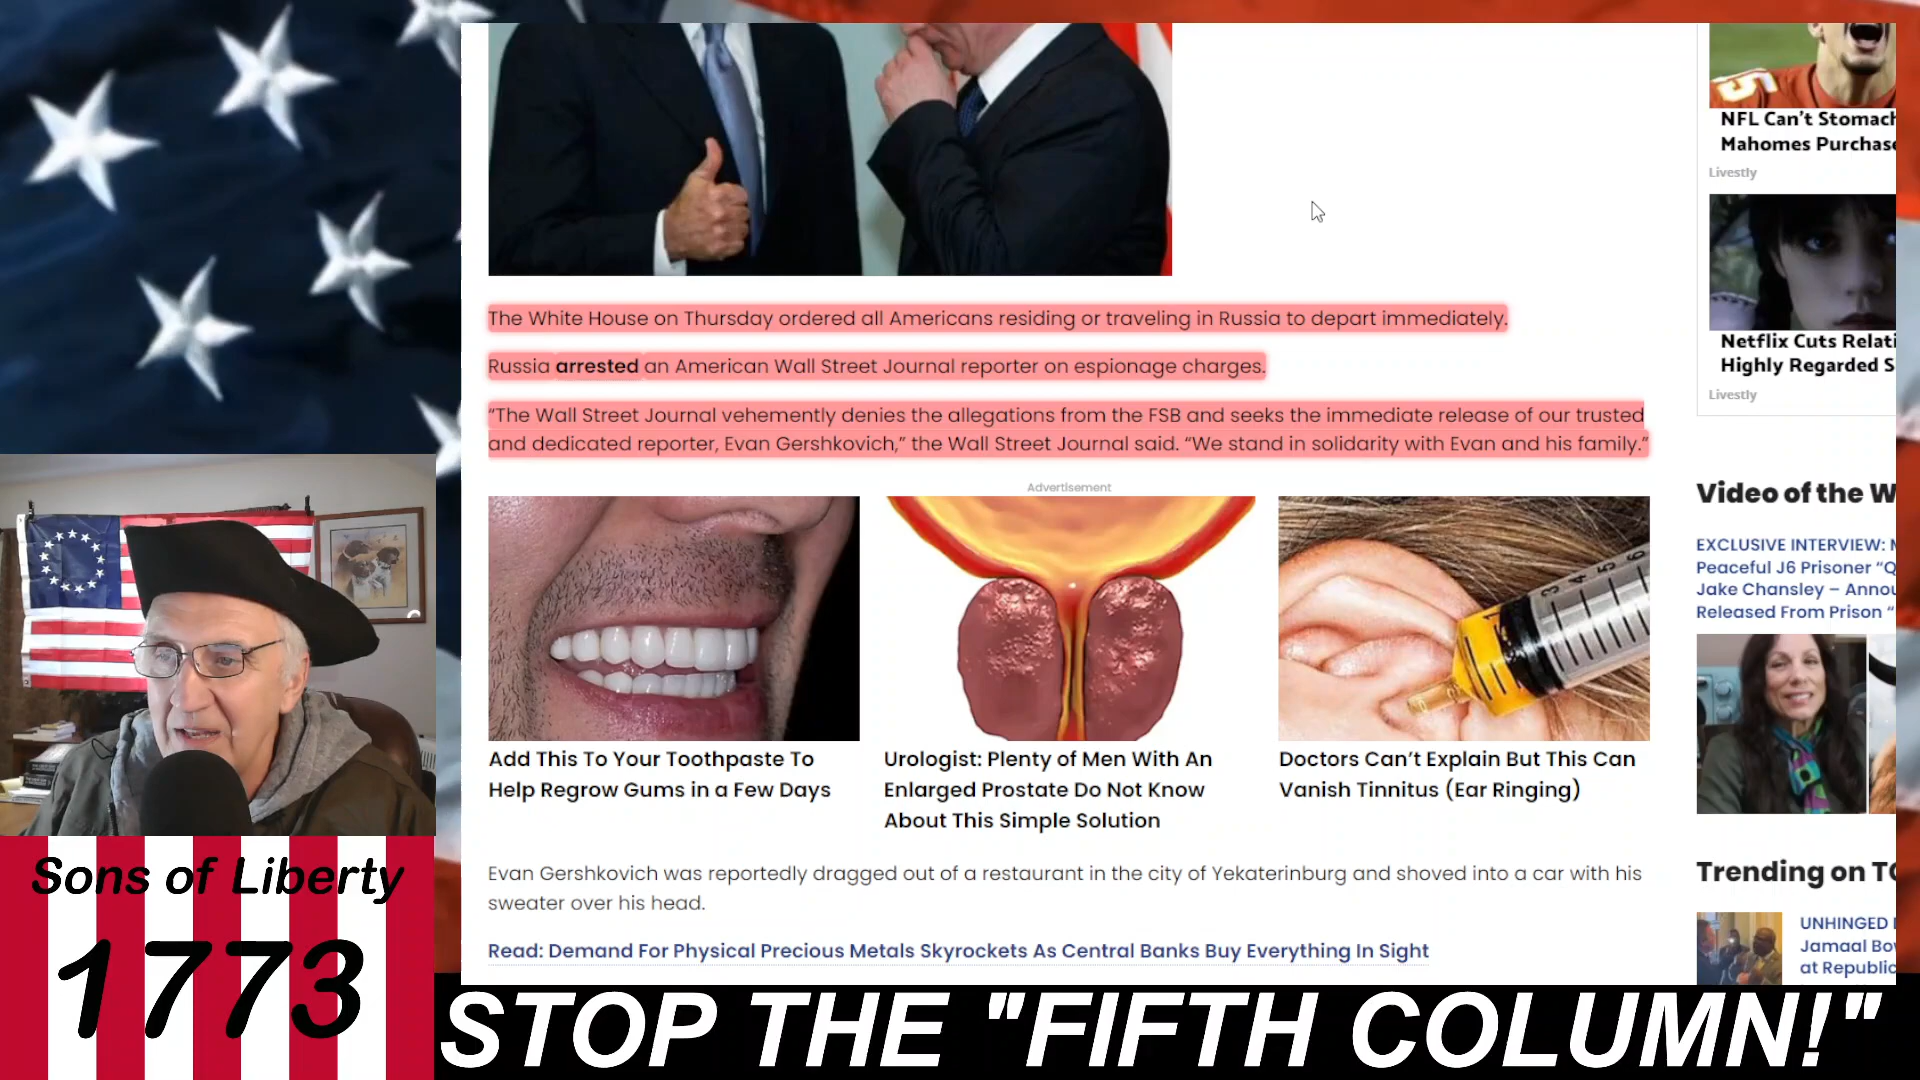 NFL Can't Stomach
Mahomes Purchase
Livestly
Netflix Cuts Relati
Highly Regarded S
Livestly
The White House on Thursday ordered all Americans residing or traveling in Russia to depart immediately.
Russia arrested an American Wall Street Journal reporter on espionage charges.
“The Wall Street Journal vehemently denies the allegations from the FSB and seeks the immediate release of our trusted
and dedicated reporter, Evan Gershkovich,” the Wall Street Journal said. “We stand in solidarity with Evan and his family.”
Advertisement
Add This To Your Toothpaste To
Help Regrow Gums in a Few Days
Urologist: Plenty of Men With An
Enlarged Prostate Do Not Know
About This Simple Solution
3 4 5 6
Doctors Can't Explain But This Can
Vanish Tinnitus (Ear Ringing)
Evan Gershkovich was reportedly dragged out of a restaurant in the city of Yekaterinburg and shoved into a car with his
sweater over his head.
Read: Demand For Physical Precious Metals Skyrockets As Central Banks Buy Everything In Sight
Video of the W
EXCLUSIVE INTERVIEW:
Peaceful J6 Prisoner “Q
Jake Chansley – Annou
Released From Prison “
Trending on TG
UNHINGED
Jamaal Bo
at Republic
Sons of Liberty
1773
STOP THE "FIFTH COLUMN!"